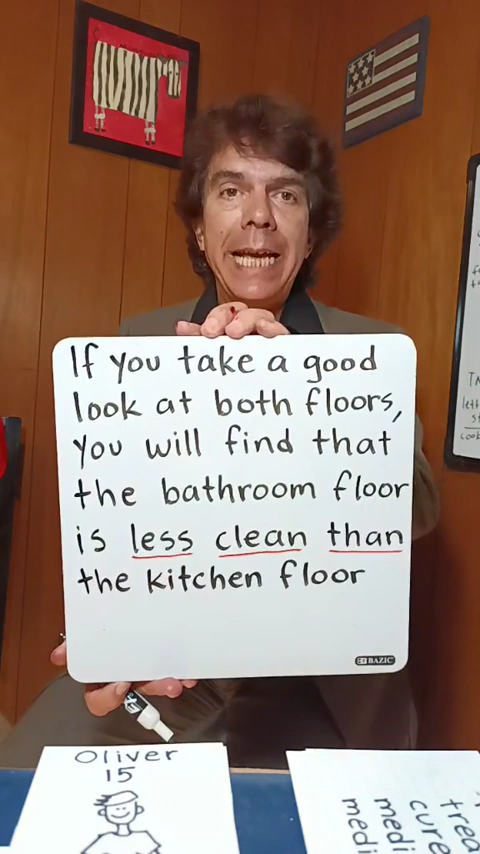 If you take a good
look at both floors,
you will find that
the bathroom floor
is less clean than
the kitchen floor
BAZIC
Oliver
15
medi
medi
cure
trea